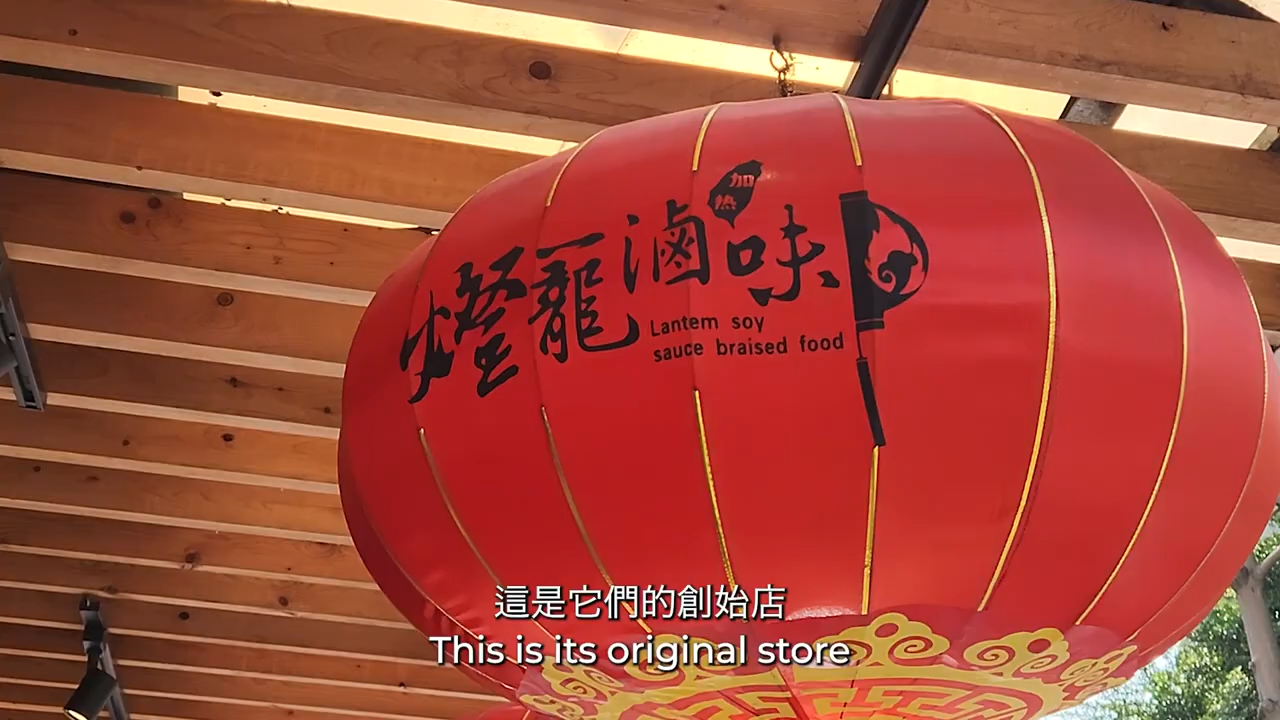 加
热
燈籠滷味
Lantem soy
sauce braised food
這是它們的創始店
This is its original store